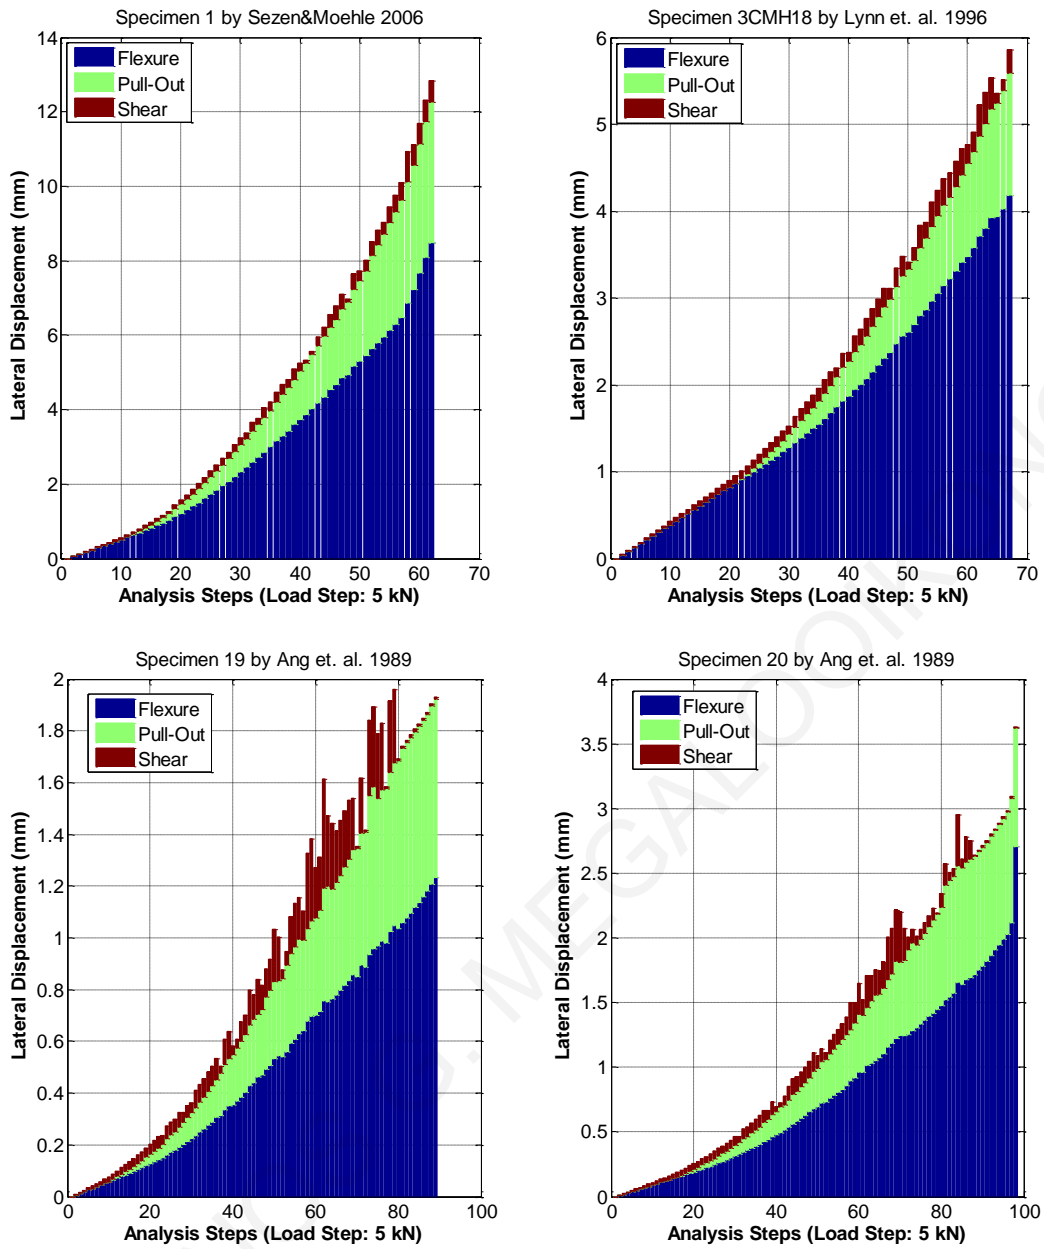 Specimen 1 by Sezen&Moehle 2006
14
12
10
8
6
4
2
0
Flexure
Pull-Out
Shear
Lateral Displacement (mm)
0 10 20 30 40 50 60 70
Analysis Steps (Load Step: 5 kN)
Specimen 3CMH18 by Lynn et. al. 1996
6
5
4
3
2
1
0
Flexure
Pull-Out
Shear
Lateral Displacement (mm)
0 10 20 30 40 50 60 70
Analysis Steps (Load Step: 5 kN)
Specimen 19 by Ang et. al. 1989
2
1.8
1.6
1.4
1.2
1
0.8
0.6
0.4
0.2
0
Flexure
Pull-Out
Shear
Lateral Displacement (mm)
0 20 40 60 80 100
Analysis Steps (Load Step: 5 kN)
Specimen 20 by Ang et. al. 1989
4
3.5
3
2.5
2
1.5
1
0.5
0
Flexure
Pull-Out
Shear
Lateral Displacement (mm)
0 20 40 60 80 100
Analysis Steps (Load Step: 5 kN)